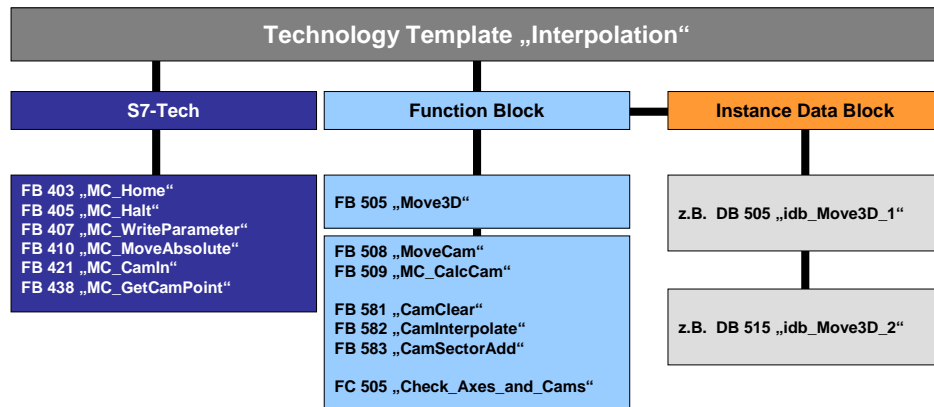 Technology Template „Interpolation“
S7-Tech
Function Block
Instance Data Block
FB 403 „MC_Home“
FB 405 „MC_Halt“
FB 407 „MC_WriteParameter“
FB 410 „MC_MoveAbsolute“
FB 421 „MC_CamIn“
FB 438 „MC_GetCamPoint“
FB 505 „Move3D“
FB 508 „MoveCam“
FB 509 „MC_CalcCam“
FB 581 „CamClear“
FB 582 „CamInterpolate“
FB 583 „CamSectorAdd“
FC 505 „Check_Axes_and_Cams“
z.B. DB 505 „idb_Move3D_1“
z.B. DB 515 „idb_Move3D_2“